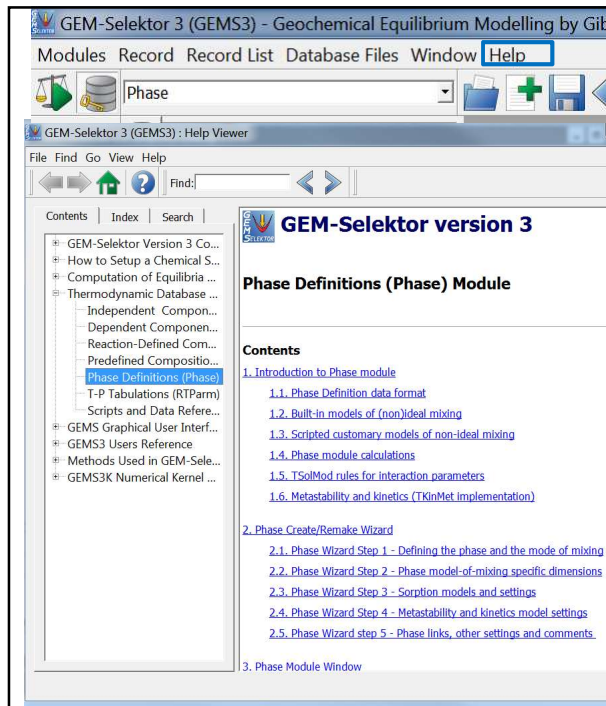 GEM-Selektor 3 (GEMS3) - Geochemical Equilibrium Modelling by Gib
Modules Record Record List Database Files Window Help
Phase
GEM-Selektor 3 (GEMS3) : Help Viewer
File Find Go View Help
Find:
Contents Index Search
GEM-Selektor Version 3 Co...
How to Setup a Chemical S...
Computation of Equilibria ...
Thermodynamic Database ...
Independent Compon...
Dependent Componen...
Reaction-Defined Com...
Predefined Compositio...
Phase Definitions (Phase)
T-P Tabulations (RTParm)
Scripts and Data Refere...
GEMS Graphical User Interf...
GEMS3 Users Reference
Methods Used in GEM-Sele...
GEMS3K Numerical Kernel ...
GEMS SELEKTOR
GEM-Selektor version 3
Phase Definitions (Phase) Module
Contents
1. Introduction to Phase module
1.1. Phase Definition data format
1.2. Built-in models of (non)ideal mixing
1.3. Scripted customary models of non-ideal mixing
1.4. Phase module calculations
1.5. TSolMod rules for interaction parameters
1.6. Metastability and kinetics (TKinMet implementation)
2. Phase Create/Remake Wizard
2.1. Phase Wizard Step 1 - Defining the phase and the mode of mixing
2.2. Phase Wizard Step 2 - Phase model-of-mixing specific dimensions
2.3. Phase Wizard Step 3 - Sorption models and settings
2.4. Phase Wizard Step 4 - Metastability and kinetics model settings
2.5. Phase Wizard step 5 - Phase links, other settings and comments
3. Phase Module Window